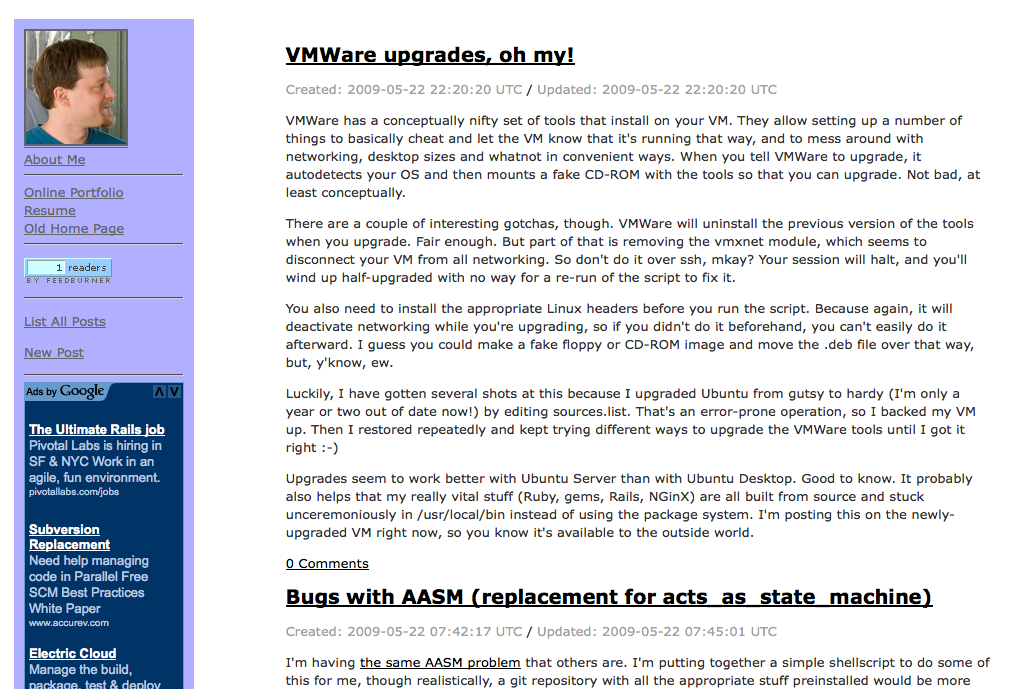 About Me
Online Portfolio
Resume
Old Home Page
1 readers
BY FEEDBURNER
List All Posts
New Post
Ads by Google
The Ultimate Rails job
Pivotal Labs is hiring in
SF & NYC Work in an
agile, fun environment.
pivotallabs.com/jobs
Subversion
Replacement
Need help managing
code in Parallel Free
SCM Best Practices
White Paper
www.accurev.com
Electric Cloud
Manage the build,
package, test & deploy
VMWare upgrades, oh my!
Created: 2009-05-22 22:20:20 UTC / Updated: 2009-05-22 22:20:20 UTC
VMWare has a conceptually nifty set of tools that install on your VM. They allow setting up a number of
things to basically cheat and let the VM know that it's running that way, and to mess around with
networking, desktop sizes and whatnot in convenient ways. When you tell VMWare to upgrade, it
autodetects your OS and then mounts a fake CD-ROM with the tools so that you can upgrade. Not bad, at
least conceptually.
There are a couple of interesting gotchas, though. VMWare will uninstall the previous version of the tools
when you upgrade. Fair enough. But part of that is removing the vmxnet module, which seems to
disconnect your VM from all networking. So don't do it over ssh, mkay? Your session will halt, and you'll
wind up half-upgraded with no way for a re-run of the script to fix it.
You also need to install the appropriate Linux headers before you run the script. Because again, it will
deactivate networking while you're upgrading, so if you didn't do it beforehand, you can't easily do it
afterward. I guess you could make a fake floppy or CD-ROM image and move the .deb file over that way,
but, y'know, ew.
Luckily, I have gotten several shots at this because I upgraded Ubuntu from gutsy to hardy (I'm only a
year or two out of date now!) by editing sources.list. That's an error-prone operation, so I backed my VM
up. Then I restored repeatedly and kept trying different ways to upgrade the VMWare tools until I got it
right :-)
Upgrades seem to work better with Ubuntu Server than with Ubuntu Desktop. Good to know. It probably
also helps that my really vital stuff (Ruby, gems, Rails, NGinX) are all built from source and stuck
unceremoniously in /usr/local/bin instead of using the package system. I'm posting this on the newly-
upgraded VM right now, so you know it's available to the outside world.
0 Comments
Bugs with AASM (replacement for acts_as_state_machine)
Created: 2009-05-22 07:42:17 UTC / Updated: 2009-05-22 07:45:01 UTC
I'm having the same AASM problem that others are. I'm putting together a simple shellscript to do some of
this for me, though realistically, a git repository with all the appropriate stuff preinstalled would be more